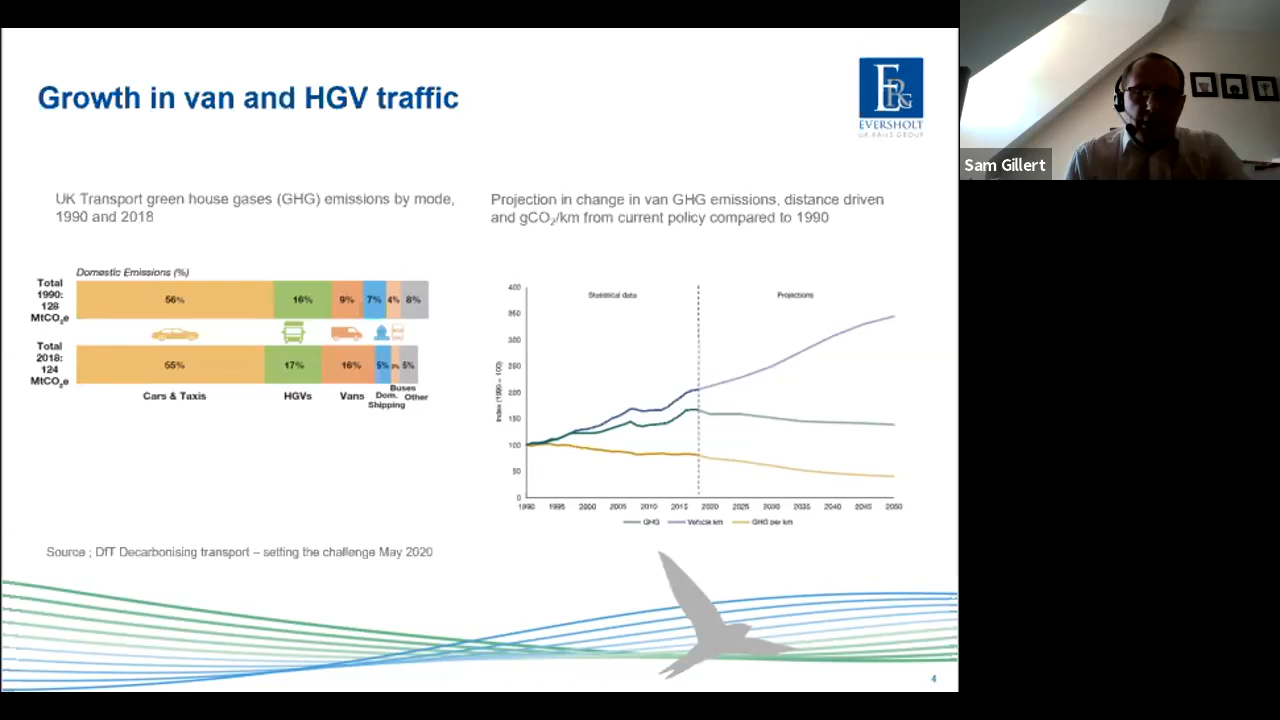 Growth in van and HGV traffic
ERG
EVERSHOLT
UK RAILS GROUP
Sam Gillert
UK Transport green house gases (GHG) emissions by mode,
1990 and 2018
Domestic Emissions (%)
Total
1990:
128
MtCO₂e
56%
16%
9%
7%
4%
8%
Total
2018:
124
MtCO₂e
55%
17%
16%
5%
5%
Cars & Taxis
HGVs
Vans
Dom.
Shipping
Buses
Other
Projection in change in van GHG emissions, distance driven
and gCO₂/km from current policy compared to 1990
Statistical data
Projections
Index (1990 = 100)
400
350
300
250
200
150
100
50
0
1990 1995 2000 2005 2010 2015 2020 2025 2030 2035 2040 2045 2050
GHG Vehicle km GHG per km
Source ; DfT Decarbonising transport – setting the challenge May 2020
4